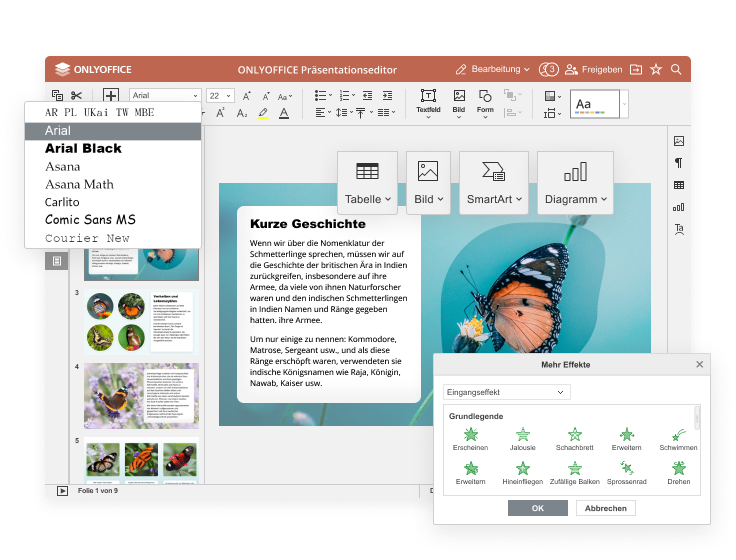 ONLYOFFICE
ONLYOFFICE Präsentationseditor
Bearbeitung
3
Freigeben
Arial
22
Aa
Textfeld
Bild
Form
Aa
AR PL UKai TW MBE
Arial
Arial Black
Asana
Asana Math
Carlito
Comic Sans MS
Courier New
Tabelle
Bild
SmartArt
Diagramm
Kurze Geschichte
Wenn wir über die Nomenklatur der
Schmetterlinge sprechen, müssen wir auf
die Geschichte der britischen Ära in Indien
zurückgreifen, insbesondere auf ihre
Armee, da viele von ihnen Naturforscher
waren und den indischen Schmetterlingen
in Indien Namen und Ränge gegeben
hatten. ihre Armee.
Um nur einige zu nennen: Kommodore,
Matrose, Sergeant usw., und als diese
Ränge erschöpft waren, verwendeten sie
indische Königsnamen wie Raja, Königin,
Nawab, Kaiser usw.
3
Verhalten und
Lebenszyklus
4
5
Mehr Effekte
Eingangseffekt
Grundlegende
Erscheinen
Jalousie
Schachbrett
Erweitern
Schwimmen
Erweitern
Hineinfliegen
Zufällige Balken
Sprossenrad
Drehen
OK
Abbrechen
Folie 1 von 9